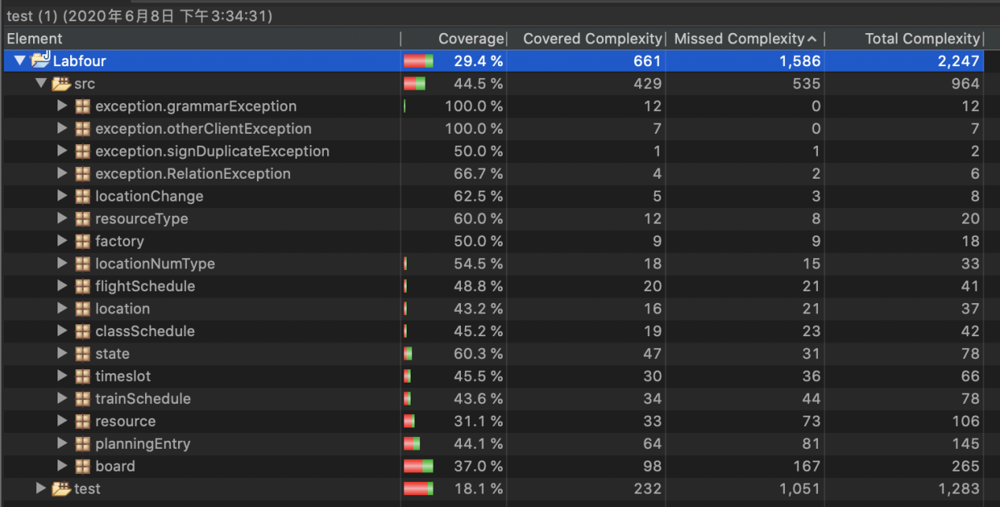 test (1) (2020年6月8日 下午3:34:31)
Element Coverage Covered Complexity Missed Complexity Total Complexity
Labfour 29.4 % 661 1,586 2,247
src 44.5 % 429 535 964
exception.grammarException 100.0 % 12 0 12
exception.otherClientException 100.0 % 7 0 7
exception.signDuplicateException 50.0 % 1 1 2
exception.RelationException 66.7 % 4 2 6
locationChange 62.5 % 5 3 8
resourceType 60.0 % 12 8 20
factory 50.0 % 9 9 18
locationNumType 54.5 % 18 15 33
flightSchedule 48.8 % 20 21 41
location 43.2 % 16 21 37
classSchedule 45.2 % 19 23 42
state 60.3 % 47 31 78
timeslot 45.5 % 30 36 66
trainSchedule 43.6 % 34 44 78
resource 31.1 % 33 73 106
planningEntry 44.1 % 64 81 145
board 37.0 % 98 167 265
test 18.1 % 232 1,051 1,283